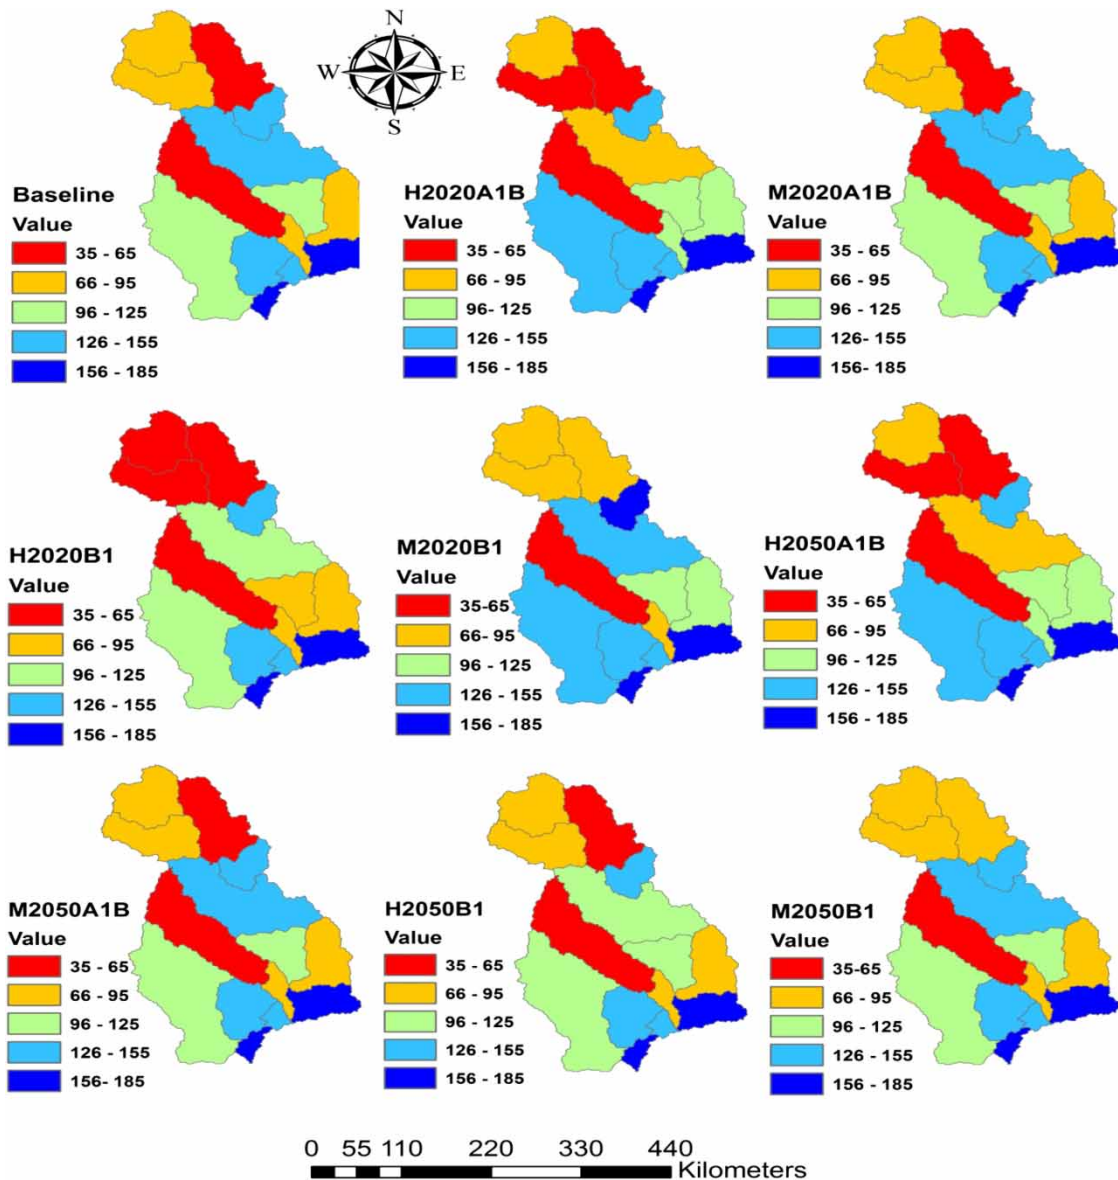 N
W E
S
Baseline
Value
35 - 65
66 - 95
96 - 125
126 - 155
156 - 185
H2020A1B
Value
35 - 65
66 - 95
96- 125
126 - 155
156 - 185
M2020A1B
Value
35 - 65
66 - 95
96 - 125
126- 155
156- 185
H2020B1
Value
35 - 65
66 - 95
96 - 125
126 - 155
156 - 185
M2020B1
Value
35-65
66- 95
96 - 125
126 - 155
156 - 185
H2050A1B
Value
35 - 65
66 - 95
96 - 125
126 - 155
156 - 185
M2050A1B
Value
35 - 65
66 - 95
96 - 125
126 - 155
156- 185
H2050B1
Value
35 - 65
66 - 95
96 - 125
126 - 155
156 - 185
M2050B1
Value
35-65
66 - 95
96 - 125
126 - 155
156 - 185
0 55 110 220 330 440
Kilometers